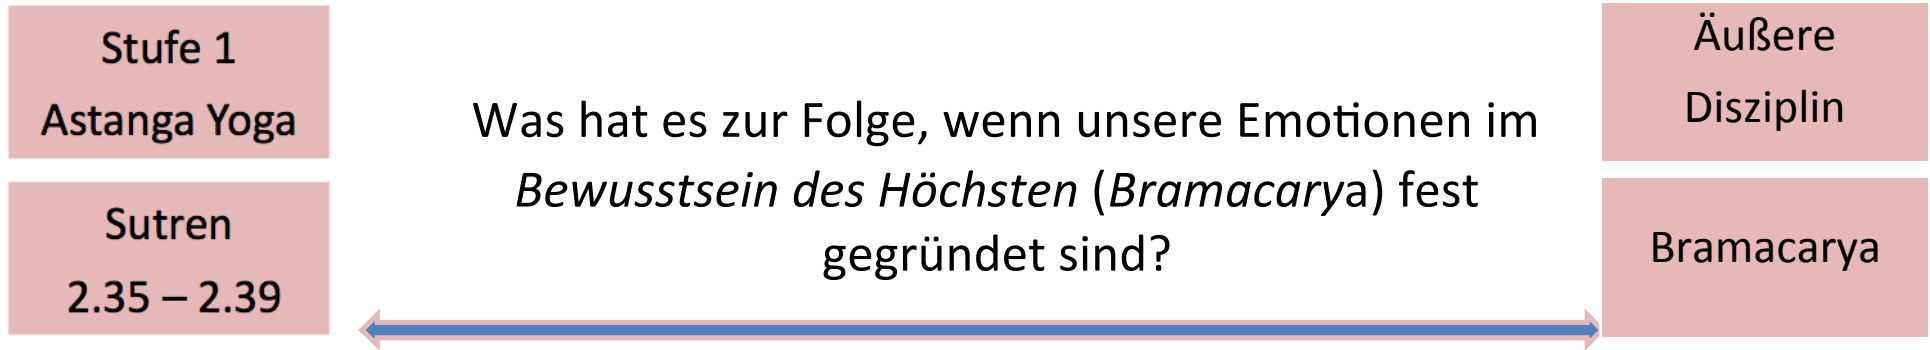 Stufe 1
Astanga Yoga
Sutren
2.35 – 2.39
Was hat es zur Folge, wenn unsere Emotionen im
Bewusstsein des Höchsten (Bramacarya) fest
gegründet sind?
Äußere
Disziplin
Bramacarya